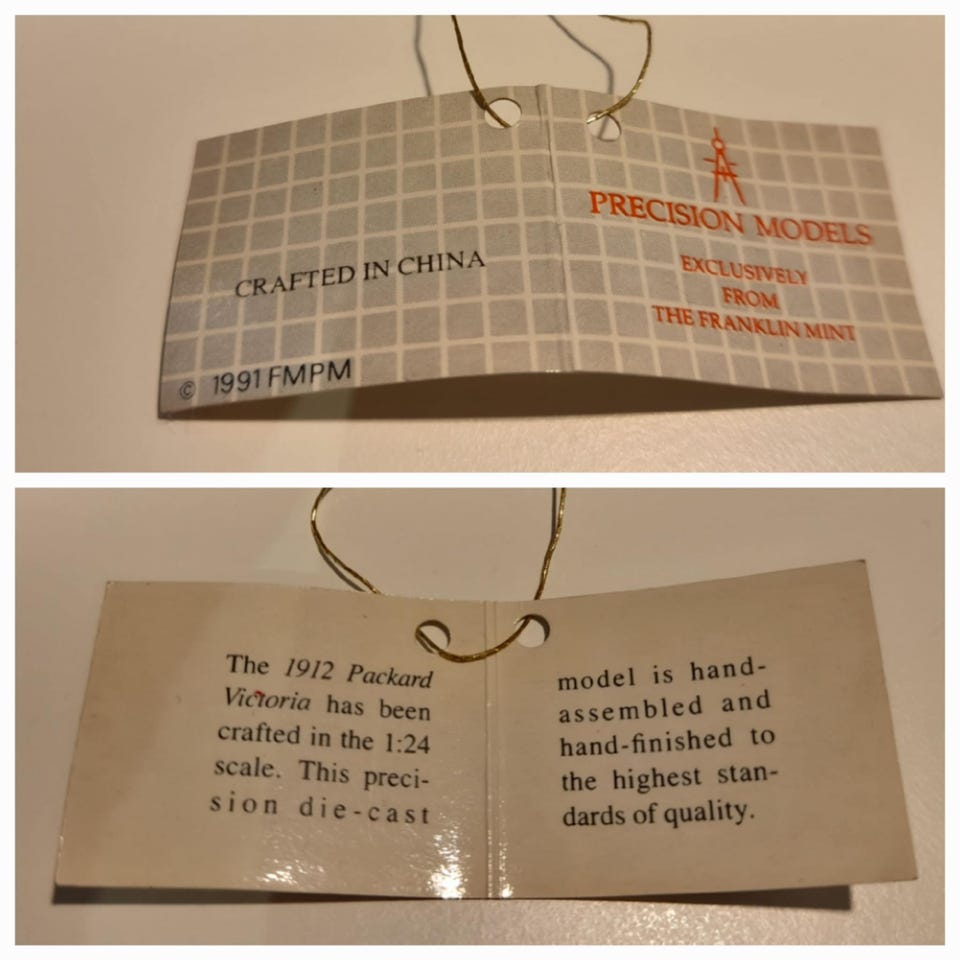 CRAFTED IN CHINA
© 1991 FMPM
PRECISION MODELS
EXCLUSIVELY
FROM
THE FRANKLIN MINT
The 1912 Packard
Victoria has been
crafted in the 1:24
scale. This preci-
sion die-cast
model is hand-
assembled and
hand-finished to
the highest stan-
dards of quality.